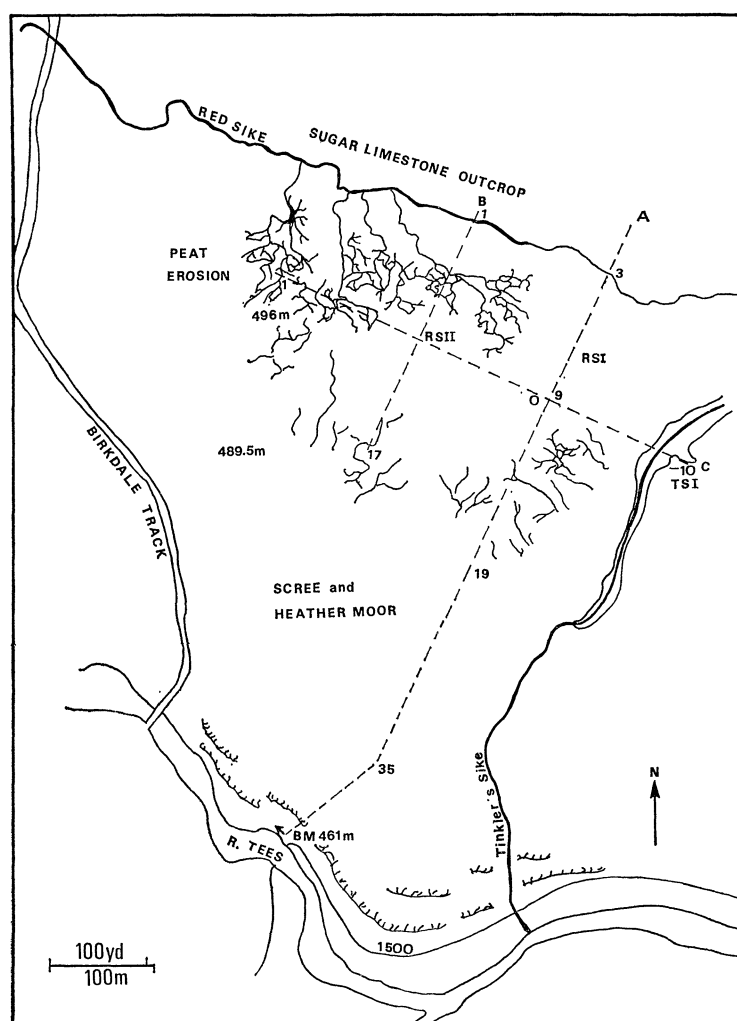 RED SIKE
SUGAR LIMESTONE OUTCROP
B
1
A
3
PEAT
EROSION
1
496m
RSII
RSI
O
9
489.5m
17
10 C
TSI
BIRKDALE TRACK
19
SCREE and
HEATHER MOOR
35
Tinkler's Sike
N
BM 461m
R. TEES
1500
100yd
100m